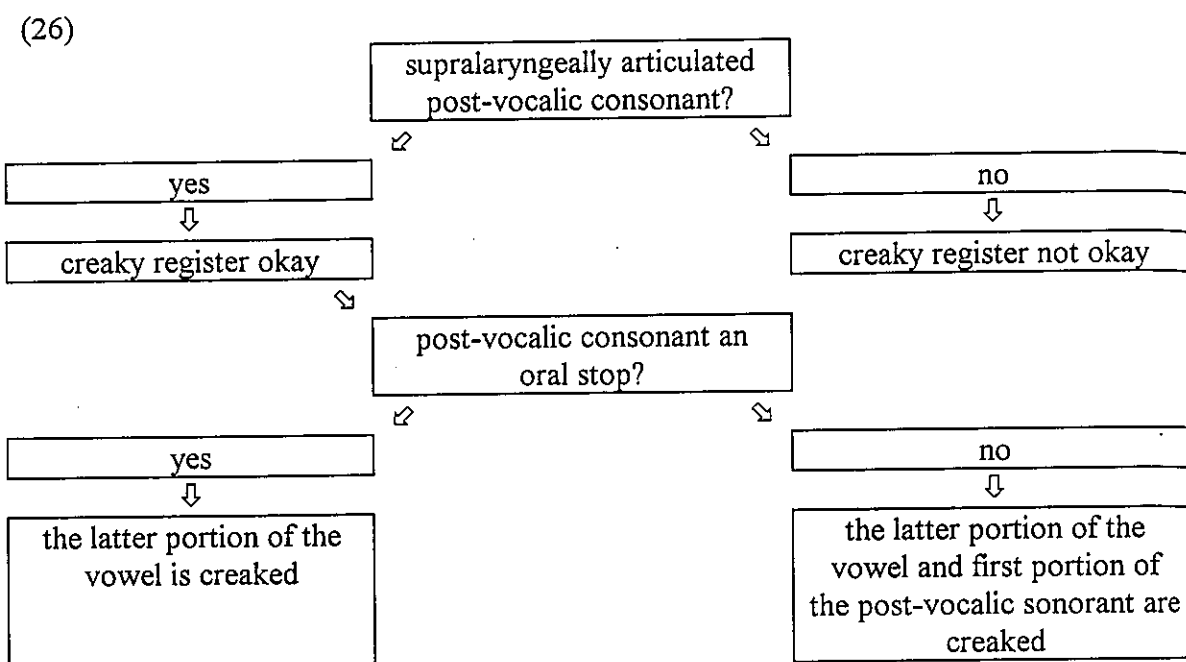 (26)
supralaryngeally articulated
post-vocalic consonant?
yes
no
creaky register okay
creaky register not okay
post-vocalic consonant an
oral stop?
yes
no
the latter portion of the
vowel is creaked
the latter portion of the
vowel and first portion of
the post-vocalic sonorant are
creaked